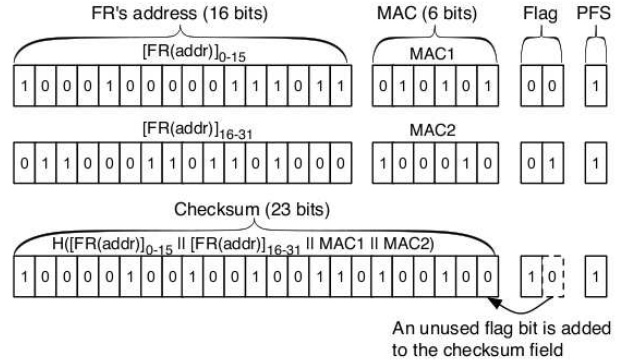 FR's address (16 bits) MAC (6 bits) Flag PFS
[FR(addr)]0-15 MAC1
1 0 0 0 1 0 0 0 0 0 1 1 1 0 1 1 0 1 0 1 0 1 0 0 1
[FR(addr)]16-31 MAC2
0 1 1 0 0 0 1 1 0 1 1 0 1 0 0 0 1 0 0 0 1 0 0 1 1
Checksum (23 bits)
H([FR(addr)]0-15 || [FR(addr)]16-31 || MAC1 || MAC2)
1 0 0 0 0 1 0 0 1 0 0 1 0 1 1 0 1 0 0 1 0 0 0 1 0 1
An unused flag bit is added
to the checksum field